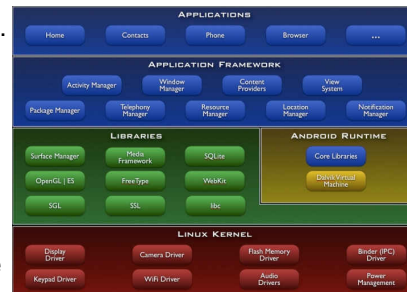 APPLICATIONS
Home Contacts Phone Browser ...
APPLICATION FRAMEWORK
Activity Manager Window Manager Content Providers View System
Package Manager Telephony Manager Resource Manager Location Manager Notification Manager
LIBRARIES
Surface Manager Media Framework SQLite
OpenGL | ES FreeType WebKit
SGL SSL libc
ANDROID RUNTIME
Core Libraries
Dalvik Virtual Machine
LINUX KERNEL
Display Driver Camera Driver Flash Memory Driver Binder (IPC) Driver
Keypad Driver WiFi Driver Audio Drivers Power Management